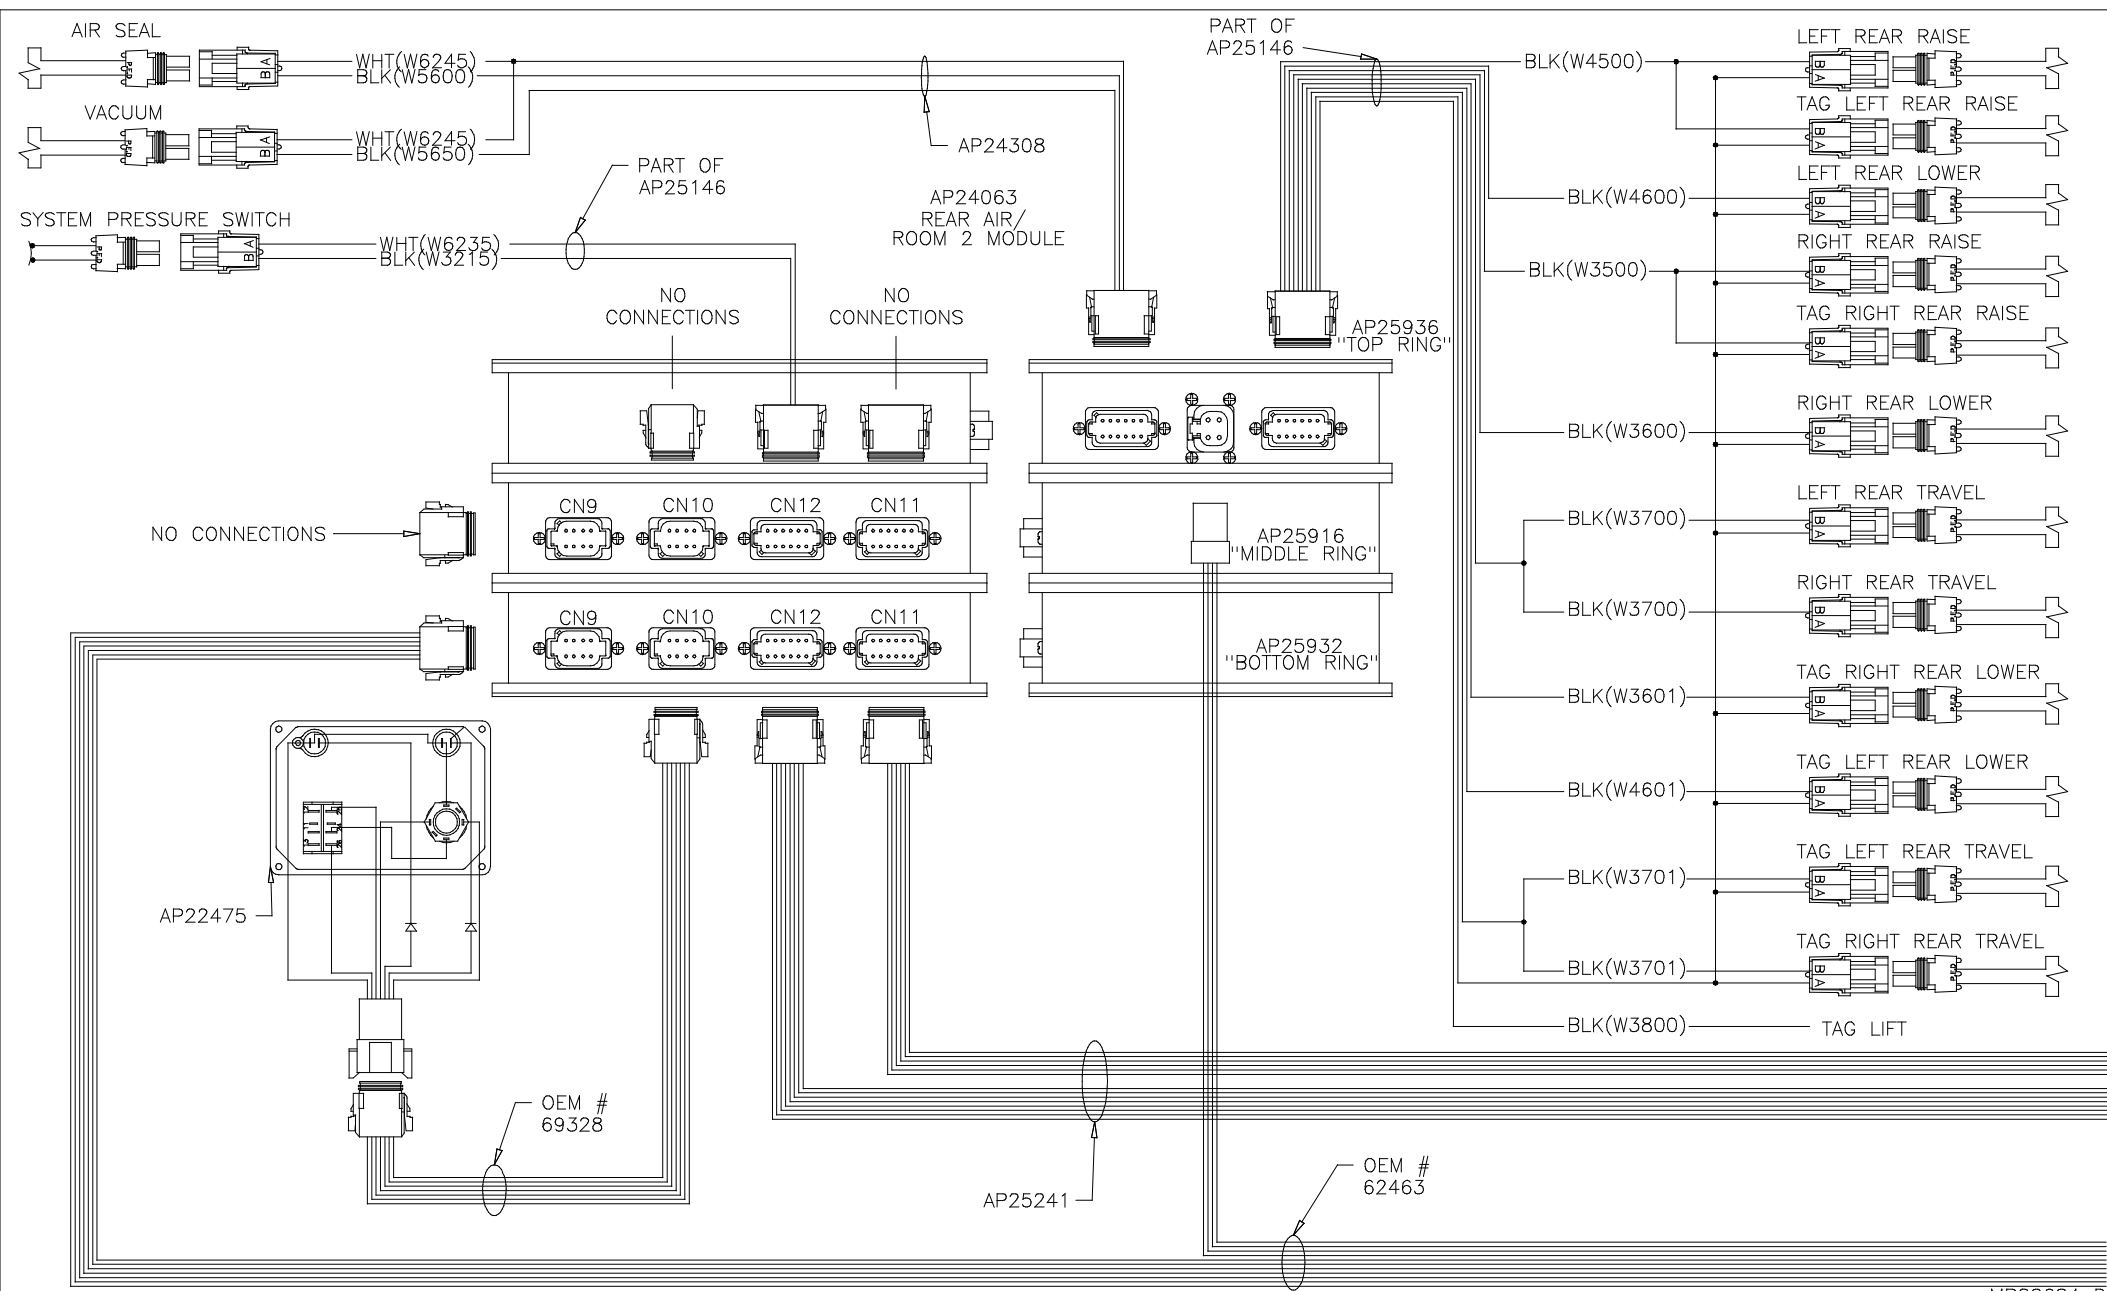 AIR SEAL
WHT(W6245)
BLK(W5600)
VACUUM
WHT(W6245)
BLK(W5650)
AP24308
PART OF
AP25146
SYSTEM PRESSURE SWITCH
WHT(W6235)
BLK(W3215)
AP24063
REAR AIR/
ROOM 2 MODULE
NO
CONNECTIONS
NO
CONNECTIONS
PART OF
AP25146
AP25936
"TOP RING"
NO CONNECTIONS
CN9
CN10
CN12
CN11
AP25916
"MIDDLE RING"
CN9
CN10
CN12
CN11
AP25932
"BOTTOM RING"
AP22475
OEM #
69328
AP25241
OEM #
62463
BLK(W4500)
LEFT REAR RAISE
B
A
TAG LEFT REAR RAISE
B
A
BLK(W4600)
LEFT REAR LOWER
B
A
BLK(W3500)
RIGHT REAR RAISE
B
A
TAG RIGHT REAR RAISE
B
A
BLK(W3600)
RIGHT REAR LOWER
B
A
BLK(W3700)
LEFT REAR TRAVEL
B
A
BLK(W3700)
RIGHT REAR TRAVEL
B
A
BLK(W3601)
TAG RIGHT REAR LOWER
B
A
BLK(W4601)
TAG LEFT REAR LOWER
B
A
BLK(W3701)
TAG LEFT REAR TRAVEL
B
A
BLK(W3701)
TAG RIGHT REAR TRAVEL
B
A
BLK(W3800)
TAG LIFT